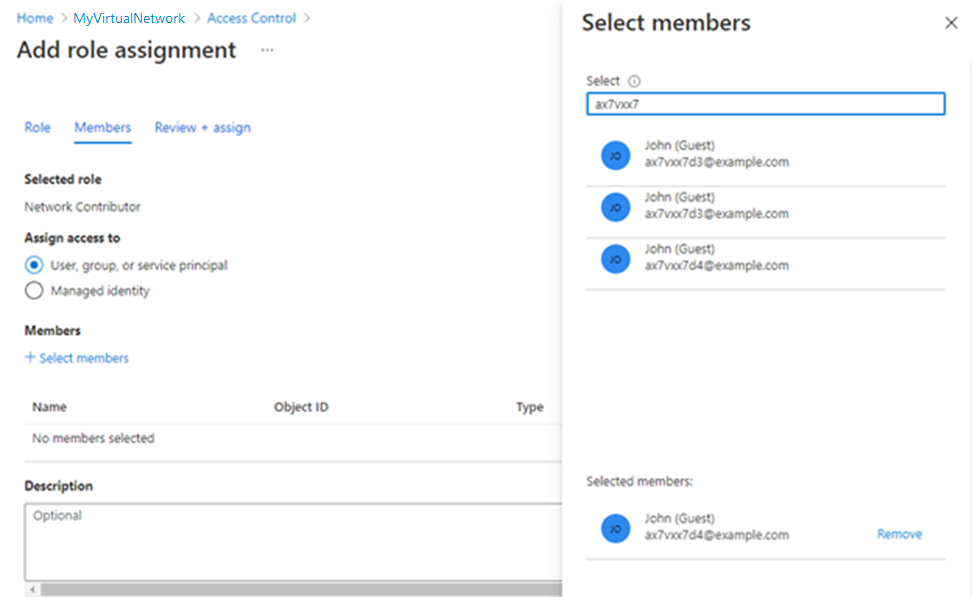 Home > MyVirtualNetwork > Access Control >
Add role assignment ...
Role Members Review + assign
Selected role
Network Contributor
Assign access to
User, group, or service principal
Managed identity
Members
+ Select members
Name Object ID Type
No members selected
Description
Optional
Select members
Select
ax7vxx7
JO
John (Guest)
ax7vxx7d3@example.com
JO
John (Guest)
ax7vxx7d3@example.com
JO
John (Guest)
ax7vxx7d4@example.com
Selected members:
JO
John (Guest)
ax7vxx7d4@example.com
Remove